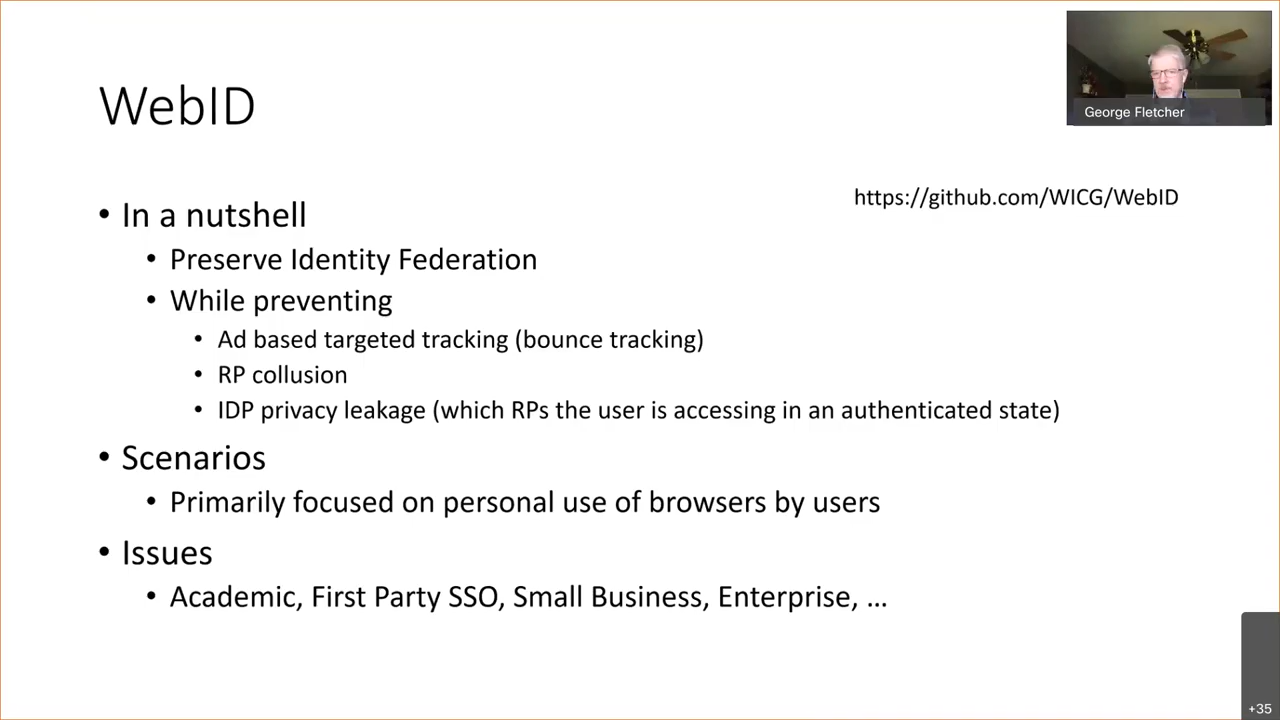 WebID
George Fletcher
https://github.com/WICG/WebID
• In a nutshell
• Preserve Identity Federation
• While preventing
• Ad based targeted tracking (bounce tracking)
• RP collusion
• IDP privacy leakage (which RPs the user is accessing in an authenticated state)
• Scenarios
• Primarily focused on personal use of browsers by users
• Issues
• Academic, First Party SSO, Small Business, Enterprise, ...
+35